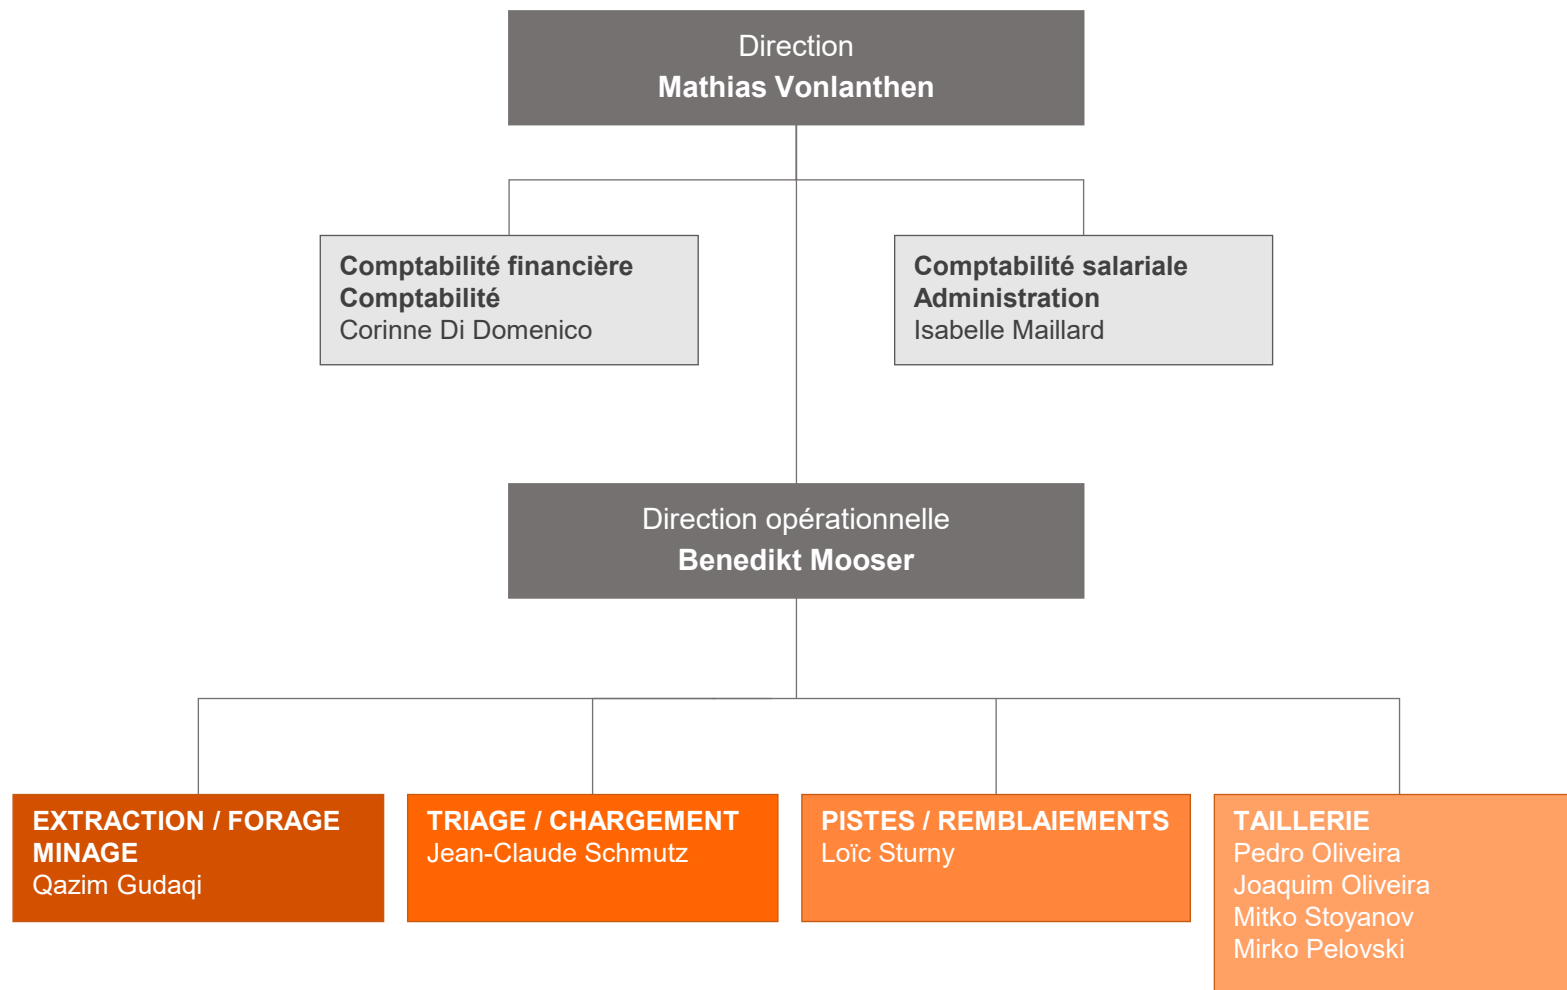 Direction
Mathias Vonlanthen
Comptabilité financière
Comptabilité
Corinne Di Domenico
Comptabilité salariale
Administration
Isabelle Maillard
Direction opérationnelle
Benedikt Mooser
EXTRACTION / FORAGE
MINAGE
Qazim Gudaqi
TRIAGE / CHARGEMENT
Jean-Claude Schmutz
PISTES / REMBLAIEMENTS
Loïc Sturny
TAILLERIE
Pedro Oliveira
Joaquim Oliveira
Mitko Stoyanov
Mirko Pelovski